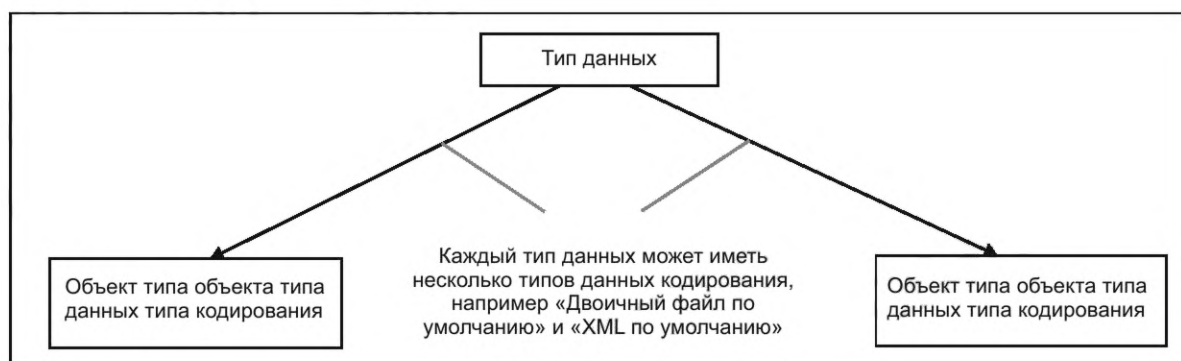 Тип данных
Объект типа объекта типа
данных типа кодирования
Каждый тип данных может иметь
несколько типов данных кодирования,
например «Двоичный файл по
умолчанию» и «XML по умолчанию»
Объект типа объекта типа
данных типа кодирования